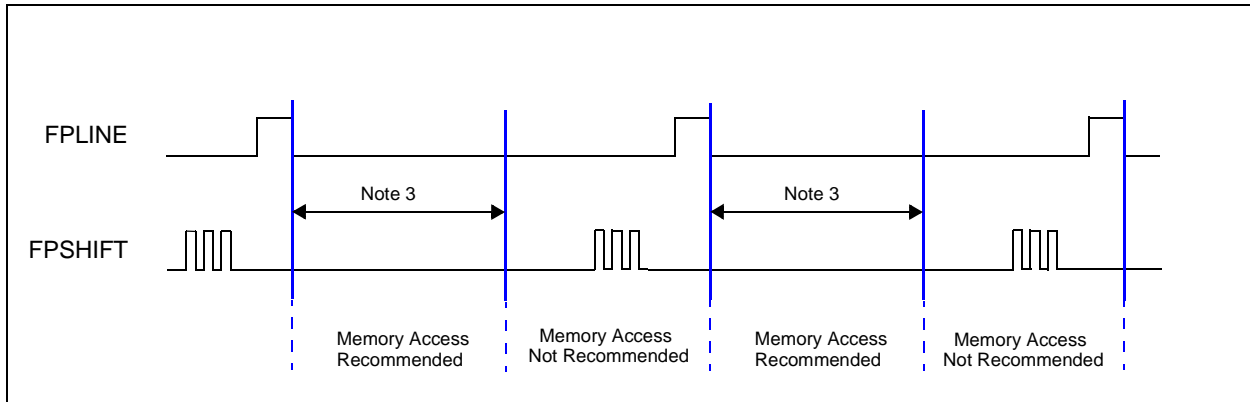 FPLINE
Note 3
Note 3
FPSHIFT
Memory Access
Recommended
Memory Access
Not Recommended
Memory Access
Recommended
Memory Access
Not Recommended